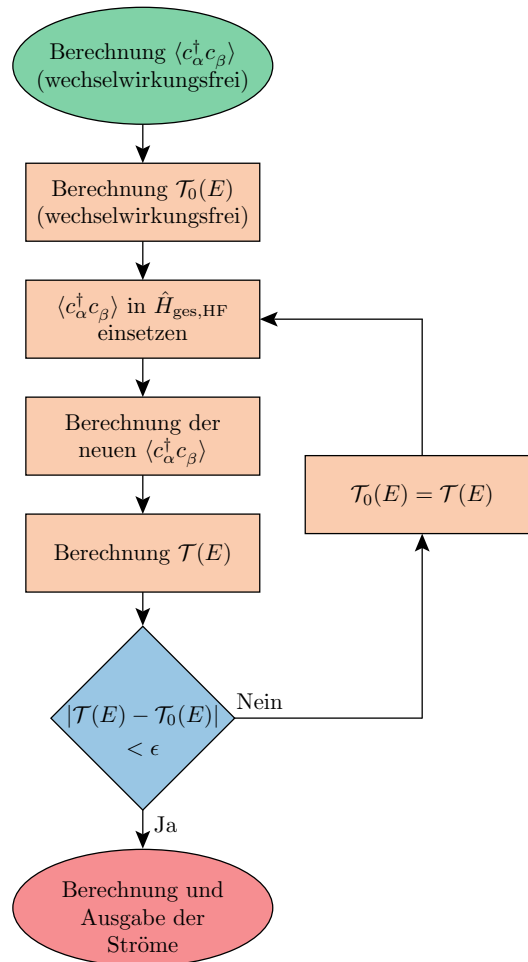 Berechnung ⟨c†αcβ⟩
(wechselwirkungsfrei)
Berechnung 𝒯₀(E)
(wechselwirkungsfrei)
⟨c†αcβ⟩ in Ĥges,HF
einsetzen
Berechnung der
neuen ⟨c†αcβ⟩
𝒯₀(E) = 𝒯(E)
Berechnung 𝒯(E)
Nein
|𝒯(E) − 𝒯₀(E)|
< ϵ
Ja
Berechnung und
Ausgabe der
Ströme